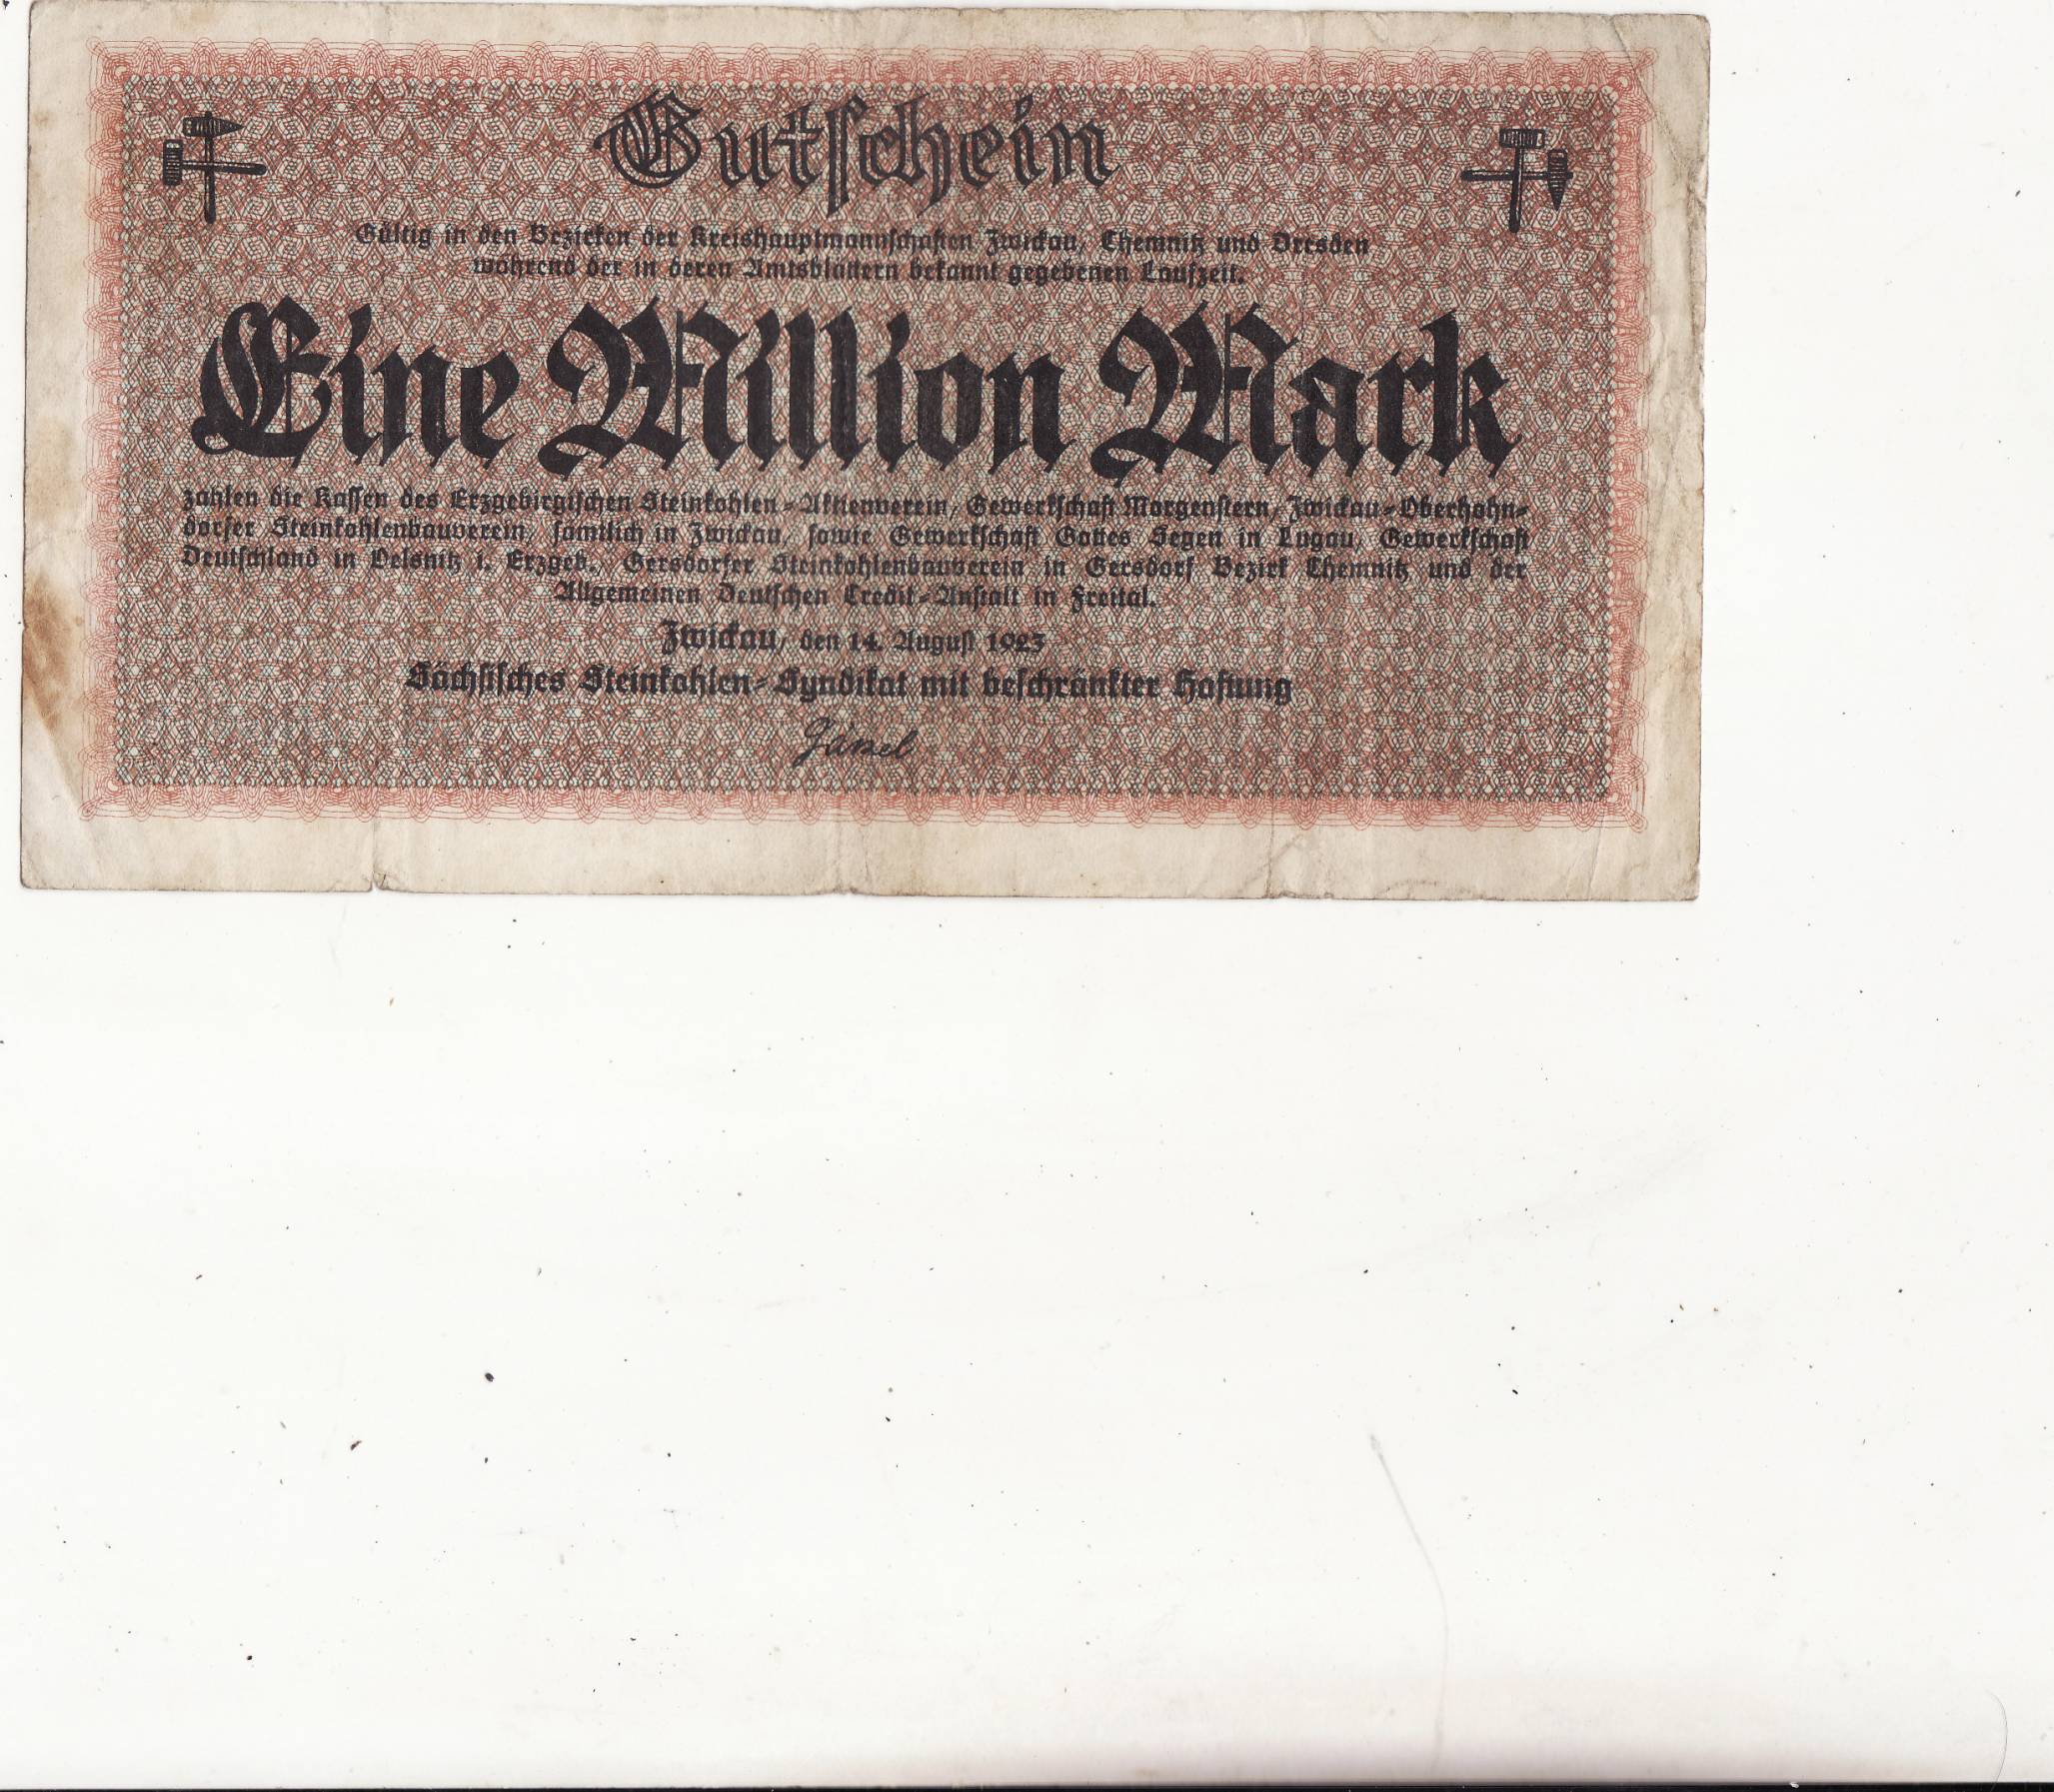 Gutschein
Gültig in den Bezirken der Kreishauptmannschaften Zwickau, Chemnitz und Dresden
während der in deren Amtsblättern bekannt gegebenen Laufzeit.
Eine Million Mark
zahlen die Kassen des Erzgebirgischen Steinkohlen-Aktienverein, Gewerkschaft Morgenstern, Zwickau-Oberhohn-
dorfer Steinkohlenbauverein, sämtlich in Zwickau, sowie Gewerkschaft Gottes Segen in Lugau, Gewerkschaft
Deutschland in Oelsnitz i. Erzgeb., Gersdorfer Steinkohlenbauverein in Gersdorf Bezirk Chemnitz und der
Allgemeinen Deutschen Credit-Anstalt in Freital.
Zwickau, den 14. August 1923
Sächsisches Steinkohlen-Syndikat mit beschränkter Haftung